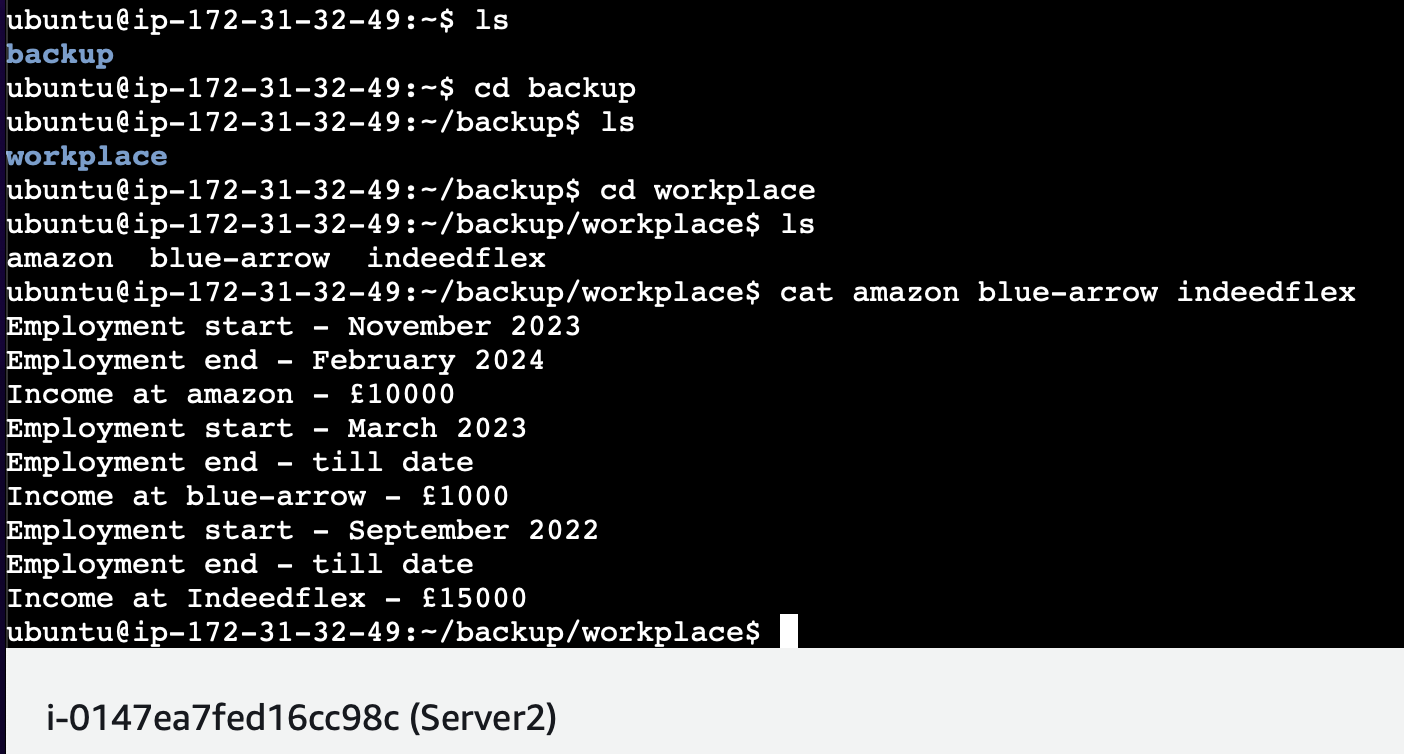 ubuntu@ip-172-31-32-49:~$ ls
backup
ubuntu@ip-172-31-32-49:~$ cd backup
ubuntu@ip-172-31-32-49:~/backup$ ls
workplace
ubuntu@ip-172-31-32-49:~/backup$ cd workplace
ubuntu@ip-172-31-32-49:~/backup/workplace$ ls
amazon  blue-arrow  indeedflex
ubuntu@ip-172-31-32-49:~/backup/workplace$ cat amazon blue-arrow indeedflex
Employment start - November 2023
Employment end - February 2024
Income at amazon - £10000
Employment start - March 2023
Employment end - till date
Income at blue-arrow - £1000
Employment start - September 2022
Employment end - till date
Income at Indeedflex - £15000
ubuntu@ip-172-31-32-49:~/backup/workplace$
i-0147ea7fed16cc98c (Server2)